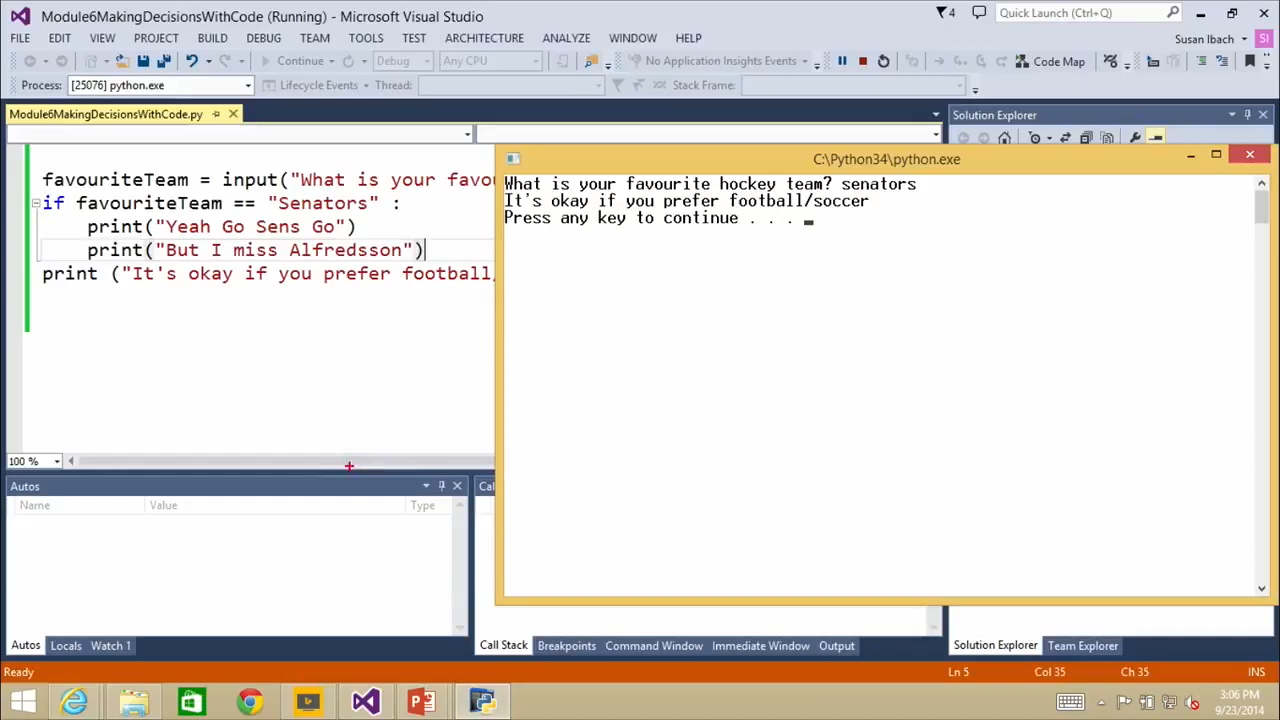 Module6MakingDecisionsWithCode (Running) - Microsoft Visual Studio
4
Quick Launch (Ctrl+Q)
FILE EDIT VIEW PROJECT BUILD DEBUG TEAM TOOLS TEST ARCHITECTURE ANALYZE WINDOW HELP
Susan Ibach SI
Continue Debug Any CPU No Application Insights Events Code Map
Process: [25076] python.exe Lifecycle Events Thread: Stack Frame:
Module6MakingDecisionsWithCode.py
Solution Explorer
favouriteTeam = input("What is your favou
if favouriteTeam == "Senators" :
print("Yeah Go Sens Go")
print("But I miss Alfredsson")
print ("It's okay if you prefer football/
C:\Python34\python.exe
What is your favourite hockey team? senators
It's okay if you prefer football/soccer
Press any key to continue . . .
100 %
Autos
Cal
Name Value Type
Autos Locals Watch 1
Call Stack Breakpoints Command Window Immediate Window Output
Solution Explorer Team Explorer
Ready
Ln 5 Col 35 Ch 35 INS
3:06 PM
9/23/2014